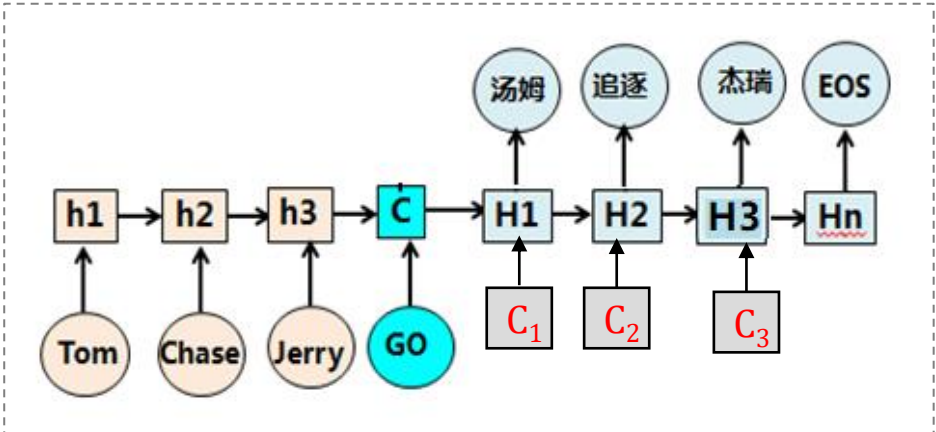 汤姆 追逐 杰瑞 EOS
h1 h2 h3 C H1 H2 H3 Hn
C₁ C₂ C₃
Tom Chase Jerry GO